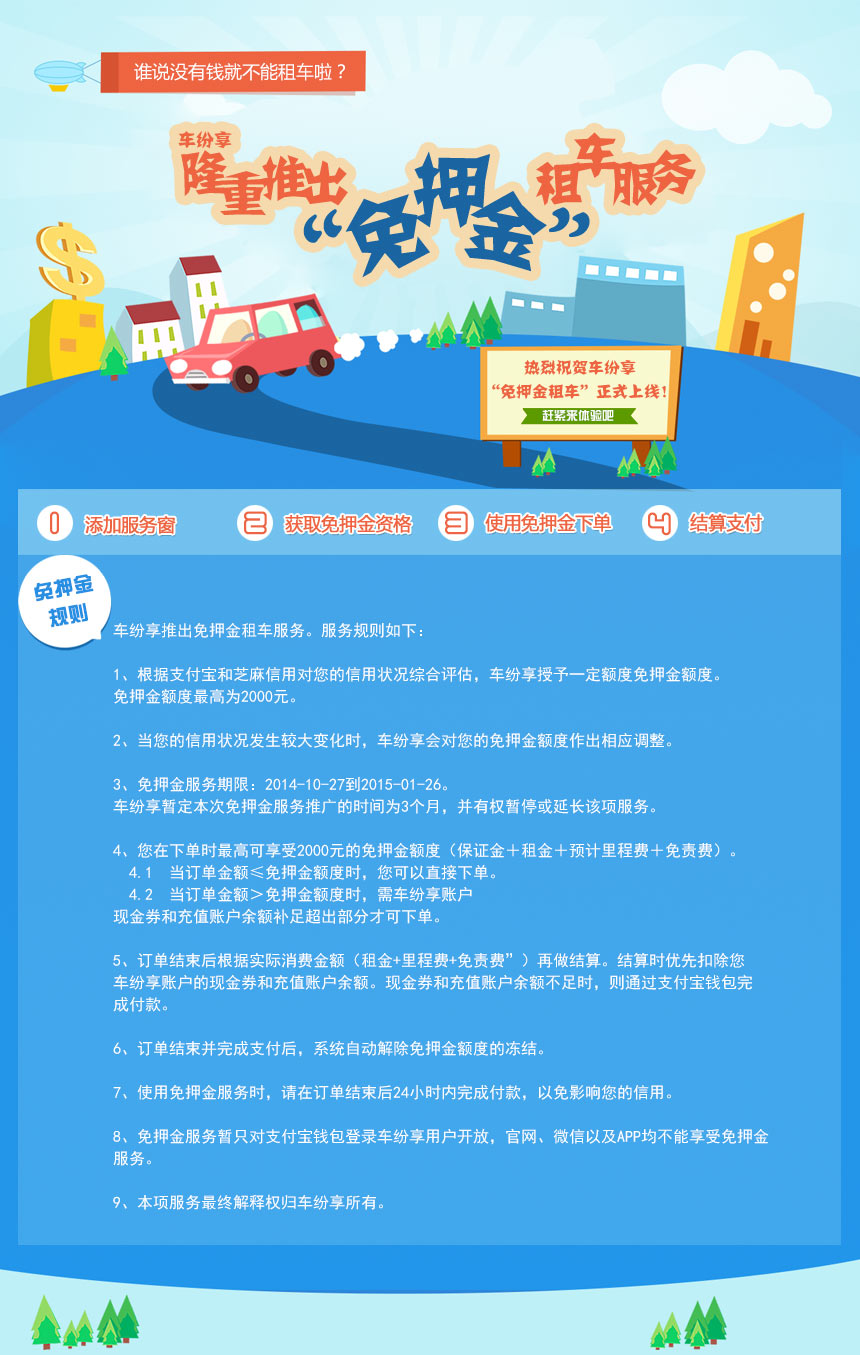 谁说没有钱就不能租车啦？
车纷享
隆重推出“免押金”租车服务
热烈祝贺车纷享
“免押金租车”正式上线！
赶紧来体验吧
1 添加服务窗 2 获取免押金资格 3 使用免押金下单 4 结算支付
免押金
规则
车纷享推出免押金租车服务。服务规则如下：
1、根据支付宝和芝麻信用对您的信用状况综合评估，车纷享授予一定额度免押金额度。
免押金额度最高为2000元。
2、当您的信用状况发生较大变化时，车纷享会对您的免押金额度作出相应调整。
3、免押金服务期限：2014-10-27到2015-01-26。
车纷享暂定本次免押金服务推广的时间为3个月，并有权暂停或延长该项服务。
4、您在下单时最高可享受2000元的免押金额度（保证金＋租金＋预计里程费＋免责费）。
4.1 当订单金额≤免押金额度时，您可以直接下单。
4.2 当订单金额＞免押金额度时，需车纷享账户
现金券和充值账户余额补足超出部分才可下单。
5、订单结束后根据实际消费金额（租金+里程费+免责费”）再做结算。结算时优先扣除您
车纷享账户的现金券和充值账户余额。现金券和充值账户余额不足时，则通过支付宝钱包完
成付款。
6、订单结束并完成支付后，系统自动解除免押金额度的冻结。
7、使用免押金服务时，请在订单结束后24小时内完成付款，以免影响您的信用。
8、免押金服务暂只对支付宝钱包登录车纷享用户开放，官网、微信以及APP均不能享受免押金
服务。
9、本项服务最终解释权归车纷享所有。